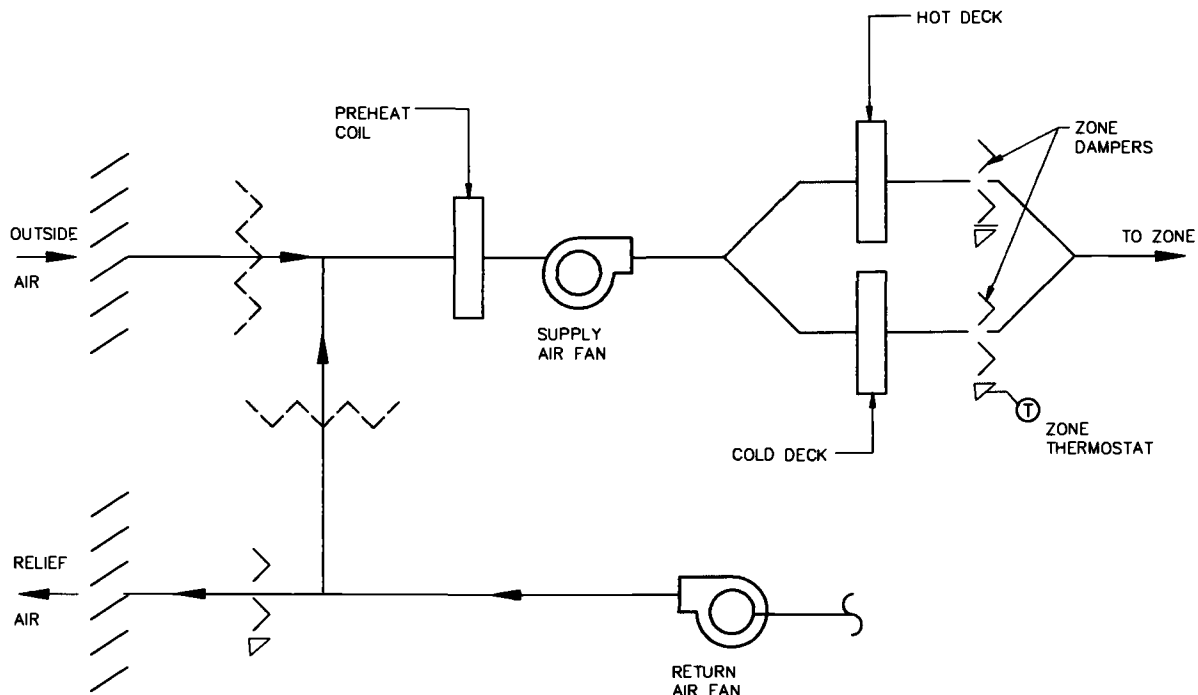 HOT DECK
PREHEAT
COIL
ZONE
DAMPERS
OUTSIDE
AIR
TO ZONE
SUPPLY
AIR FAN
T
ZONE
THERMOSTAT
COLD DECK
RELIEF
AIR
RETURN
AIR FAN